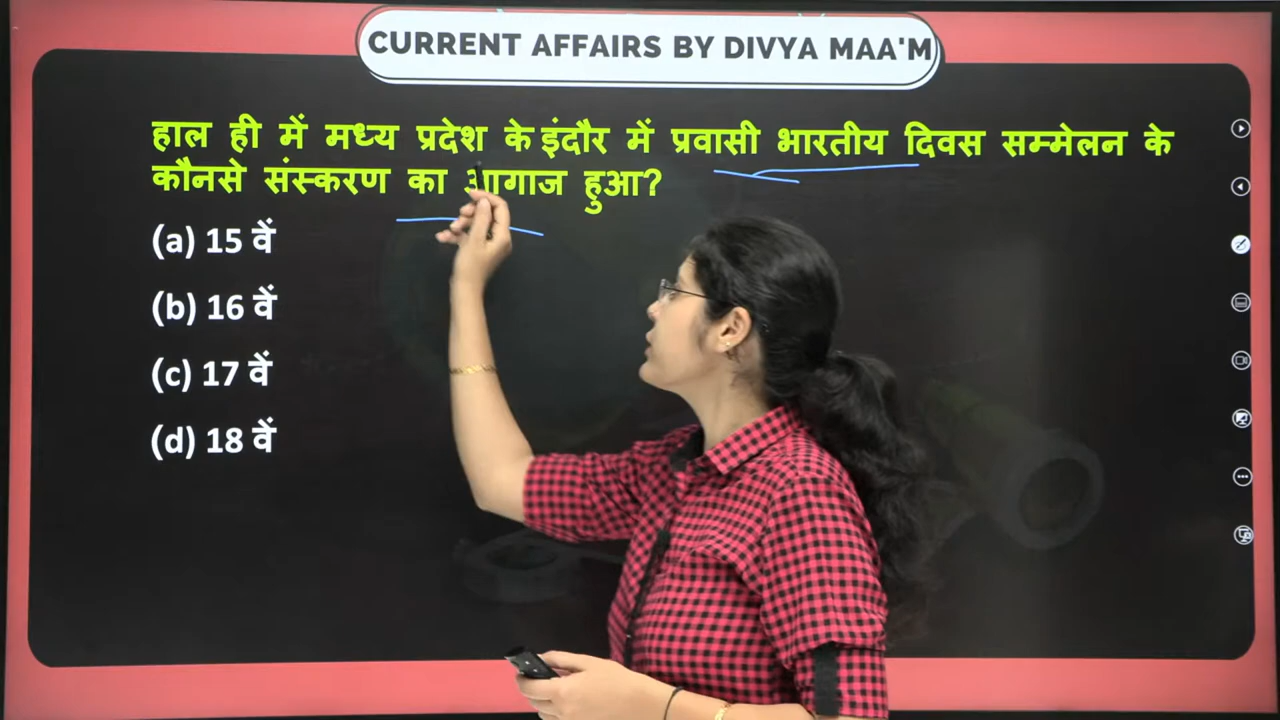 CURRENT AFFAIRS BY DIVYA MAA'M
हाल ही में मध्य प्रदेश के इंदौर में प्रवासी भारतीय दिवस सम्मेलन के
कौनसे संस्करण का आगाज हुआ?
(a) 15 वें
(b) 16 वें
(c) 17 वें
(d) 18 वें